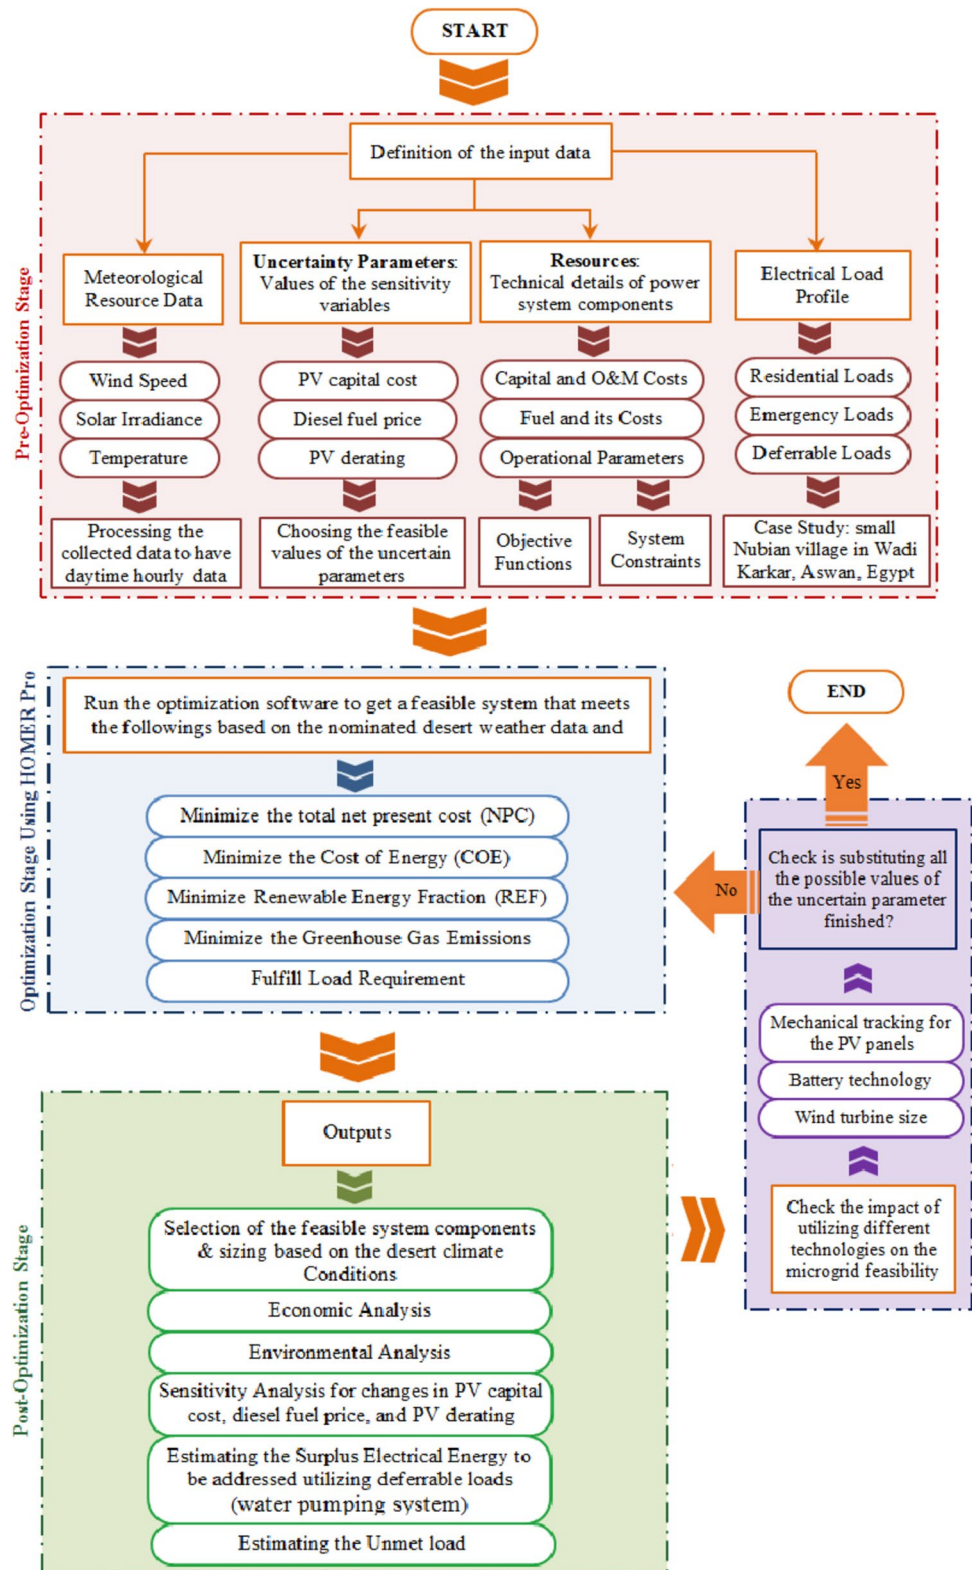 START
Pre-Optimization Stage
Definition of the input data
Meteorological
Resource Data
Wind Speed
Solar Irradiance
Temperature
Processing the
collected data to have
daytime hourly data
Uncertainty Parameters:
Values of the sensitivity
variables
PV capital cost
Diesel fuel price
PV derating
Choosing the feasible
values of the uncertain
parameters
Resources:
Technical details of power
system components
Capital and O&M Costs
Fuel and its Costs
Operational Parameters
Objective
Functions
System
Constraints
Electrical Load
Profile
Residential Loads
Emergency Loads
Deferrable Loads
Case Study: small
Nubian village in Wadi
Karkar, Aswan, Egypt
Optimization Stage Using HOMER Pro
Run the optimization software to get a feasible system that meets
the followings based on the nominated desert weather data and
Minimize the total net present cost (NPC)
Minimize the Cost of Energy (COE)
Minimize Renewable Energy Fraction (REF)
Minimize the Greenhouse Gas Emissions
Fulfill Load Requirement
Post-Optimization Stage
Outputs
Selection of the feasible system components
& sizing based on the desert climate
Conditions
Economic Analysis
Environmental Analysis
Sensitivity Analysis for changes in PV capital
cost, diesel fuel price, and PV derating
Estimating the Surplus Electrical Energy to
be addressed utilizing deferrable loads
(water pumping system)
Estimating the Unmet load
Check the impact of
utilizing different
technologies on the
microgrid feasibility
Wind turbine size
Battery technology
Mechanical tracking for
the PV panels
Check is substituting all
the possible values of
the uncertain parameter
finished?
No
Yes
END